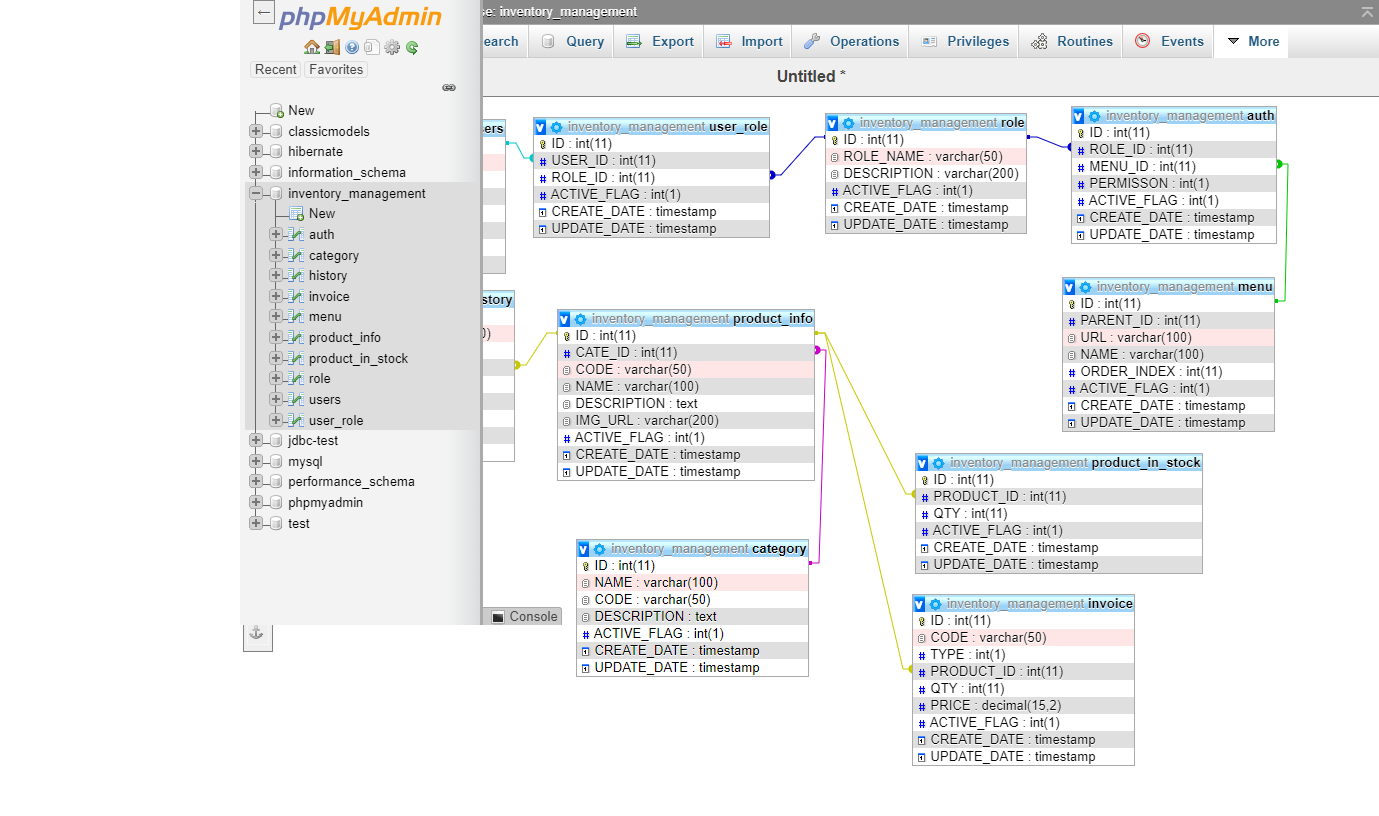 phpMyAdmin
Recent Favorites
New
classicmodels
hibernate
information_schema
inventory_management
New
auth
category
history
invoice
menu
product_info
product_in_stock
role
users
user_role
jdbc-test
mysql
performance_schema
phpmyadmin
test
se: inventory_management
earch Query Export Import Operations Privileges Routines Events More
Untitled *
sers
inventory_management user_role
ID : int(11)
USER_ID : int(11)
ROLE_ID : int(11)
ACTIVE_FLAG : int(1)
CREATE_DATE : timestamp
UPDATE_DATE : timestamp
inventory_management role
ID : int(11)
ROLE_NAME : varchar(50)
DESCRIPTION : varchar(200)
ACTIVE_FLAG : int(1)
CREATE_DATE : timestamp
UPDATE_DATE : timestamp
inventory_management auth
ID : int(11)
ROLE_ID : int(11)
MENU_ID : int(11)
PERMISSON : int(1)
ACTIVE_FLAG : int(1)
CREATE_DATE : timestamp
UPDATE_DATE : timestamp
inventory_management menu
ID : int(11)
PARENT_ID : int(11)
URL : varchar(100)
NAME : varchar(100)
ORDER_INDEX : int(11)
ACTIVE_FLAG : int(1)
CREATE_DATE : timestamp
UPDATE_DATE : timestamp
story
0)
inventory_management product_info
ID : int(11)
CATE_ID : int(11)
CODE : varchar(50)
NAME : varchar(100)
DESCRIPTION : text
IMG_URL : varchar(200)
ACTIVE_FLAG : int(1)
CREATE_DATE : timestamp
UPDATE_DATE : timestamp
inventory_management product_in_stock
ID : int(11)
PRODUCT_ID : int(11)
QTY : int(11)
ACTIVE_FLAG : int(1)
CREATE_DATE : timestamp
UPDATE_DATE : timestamp
inventory_management category
ID : int(11)
NAME : varchar(100)
CODE : varchar(50)
DESCRIPTION : text
ACTIVE_FLAG : int(1)
CREATE_DATE : timestamp
UPDATE_DATE : timestamp
inventory_management invoice
ID : int(11)
CODE : varchar(50)
TYPE : int(1)
PRODUCT_ID : int(11)
QTY : int(11)
PRICE : decimal(15,2)
ACTIVE_FLAG : int(1)
CREATE_DATE : timestamp
UPDATE_DATE : timestamp
Console